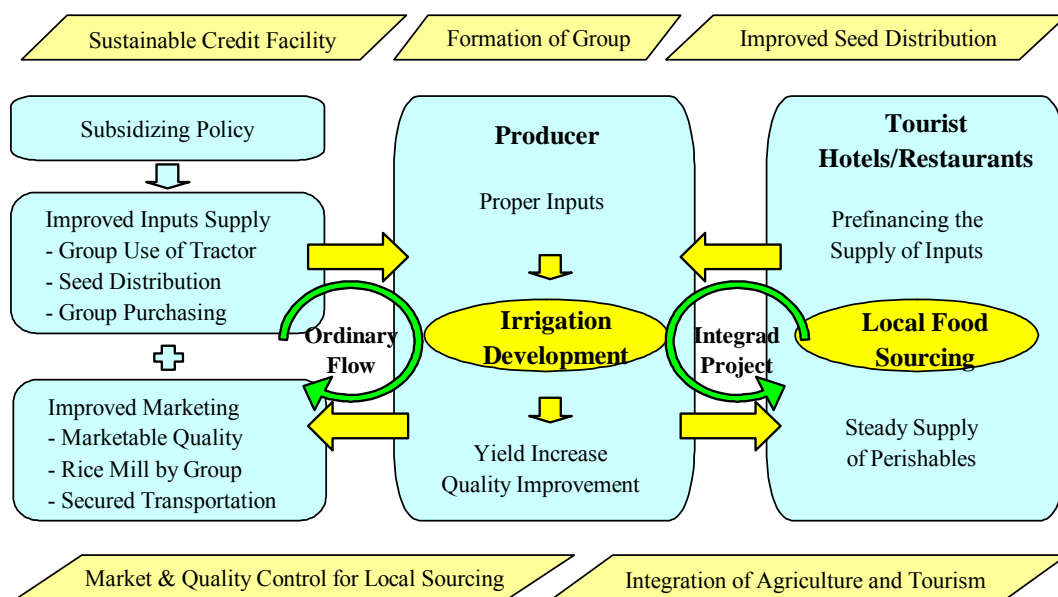 Sustainable Credit Facility
Formation of Group
Improved Seed Distribution
Subsidizing Policy
Improved Inputs Supply
- Group Use of Tractor
- Seed Distribution
- Group Purchasing
Improved Marketing
- Marketable Quality
- Rice Mill by Group
- Secured Transportation
Ordinary
Flow
Producer
Proper Inputs
Irrigation
Development
Yield Increase
Quality Improvement
Integrad
Project
Tourist
Hotels/Restaurants
Prefinancing the
Supply of Inputs
Local Food
Sourcing
Steady Supply
of Perishables
Market & Quality Control for Local Sourcing
Integration of Agriculture and Tourism